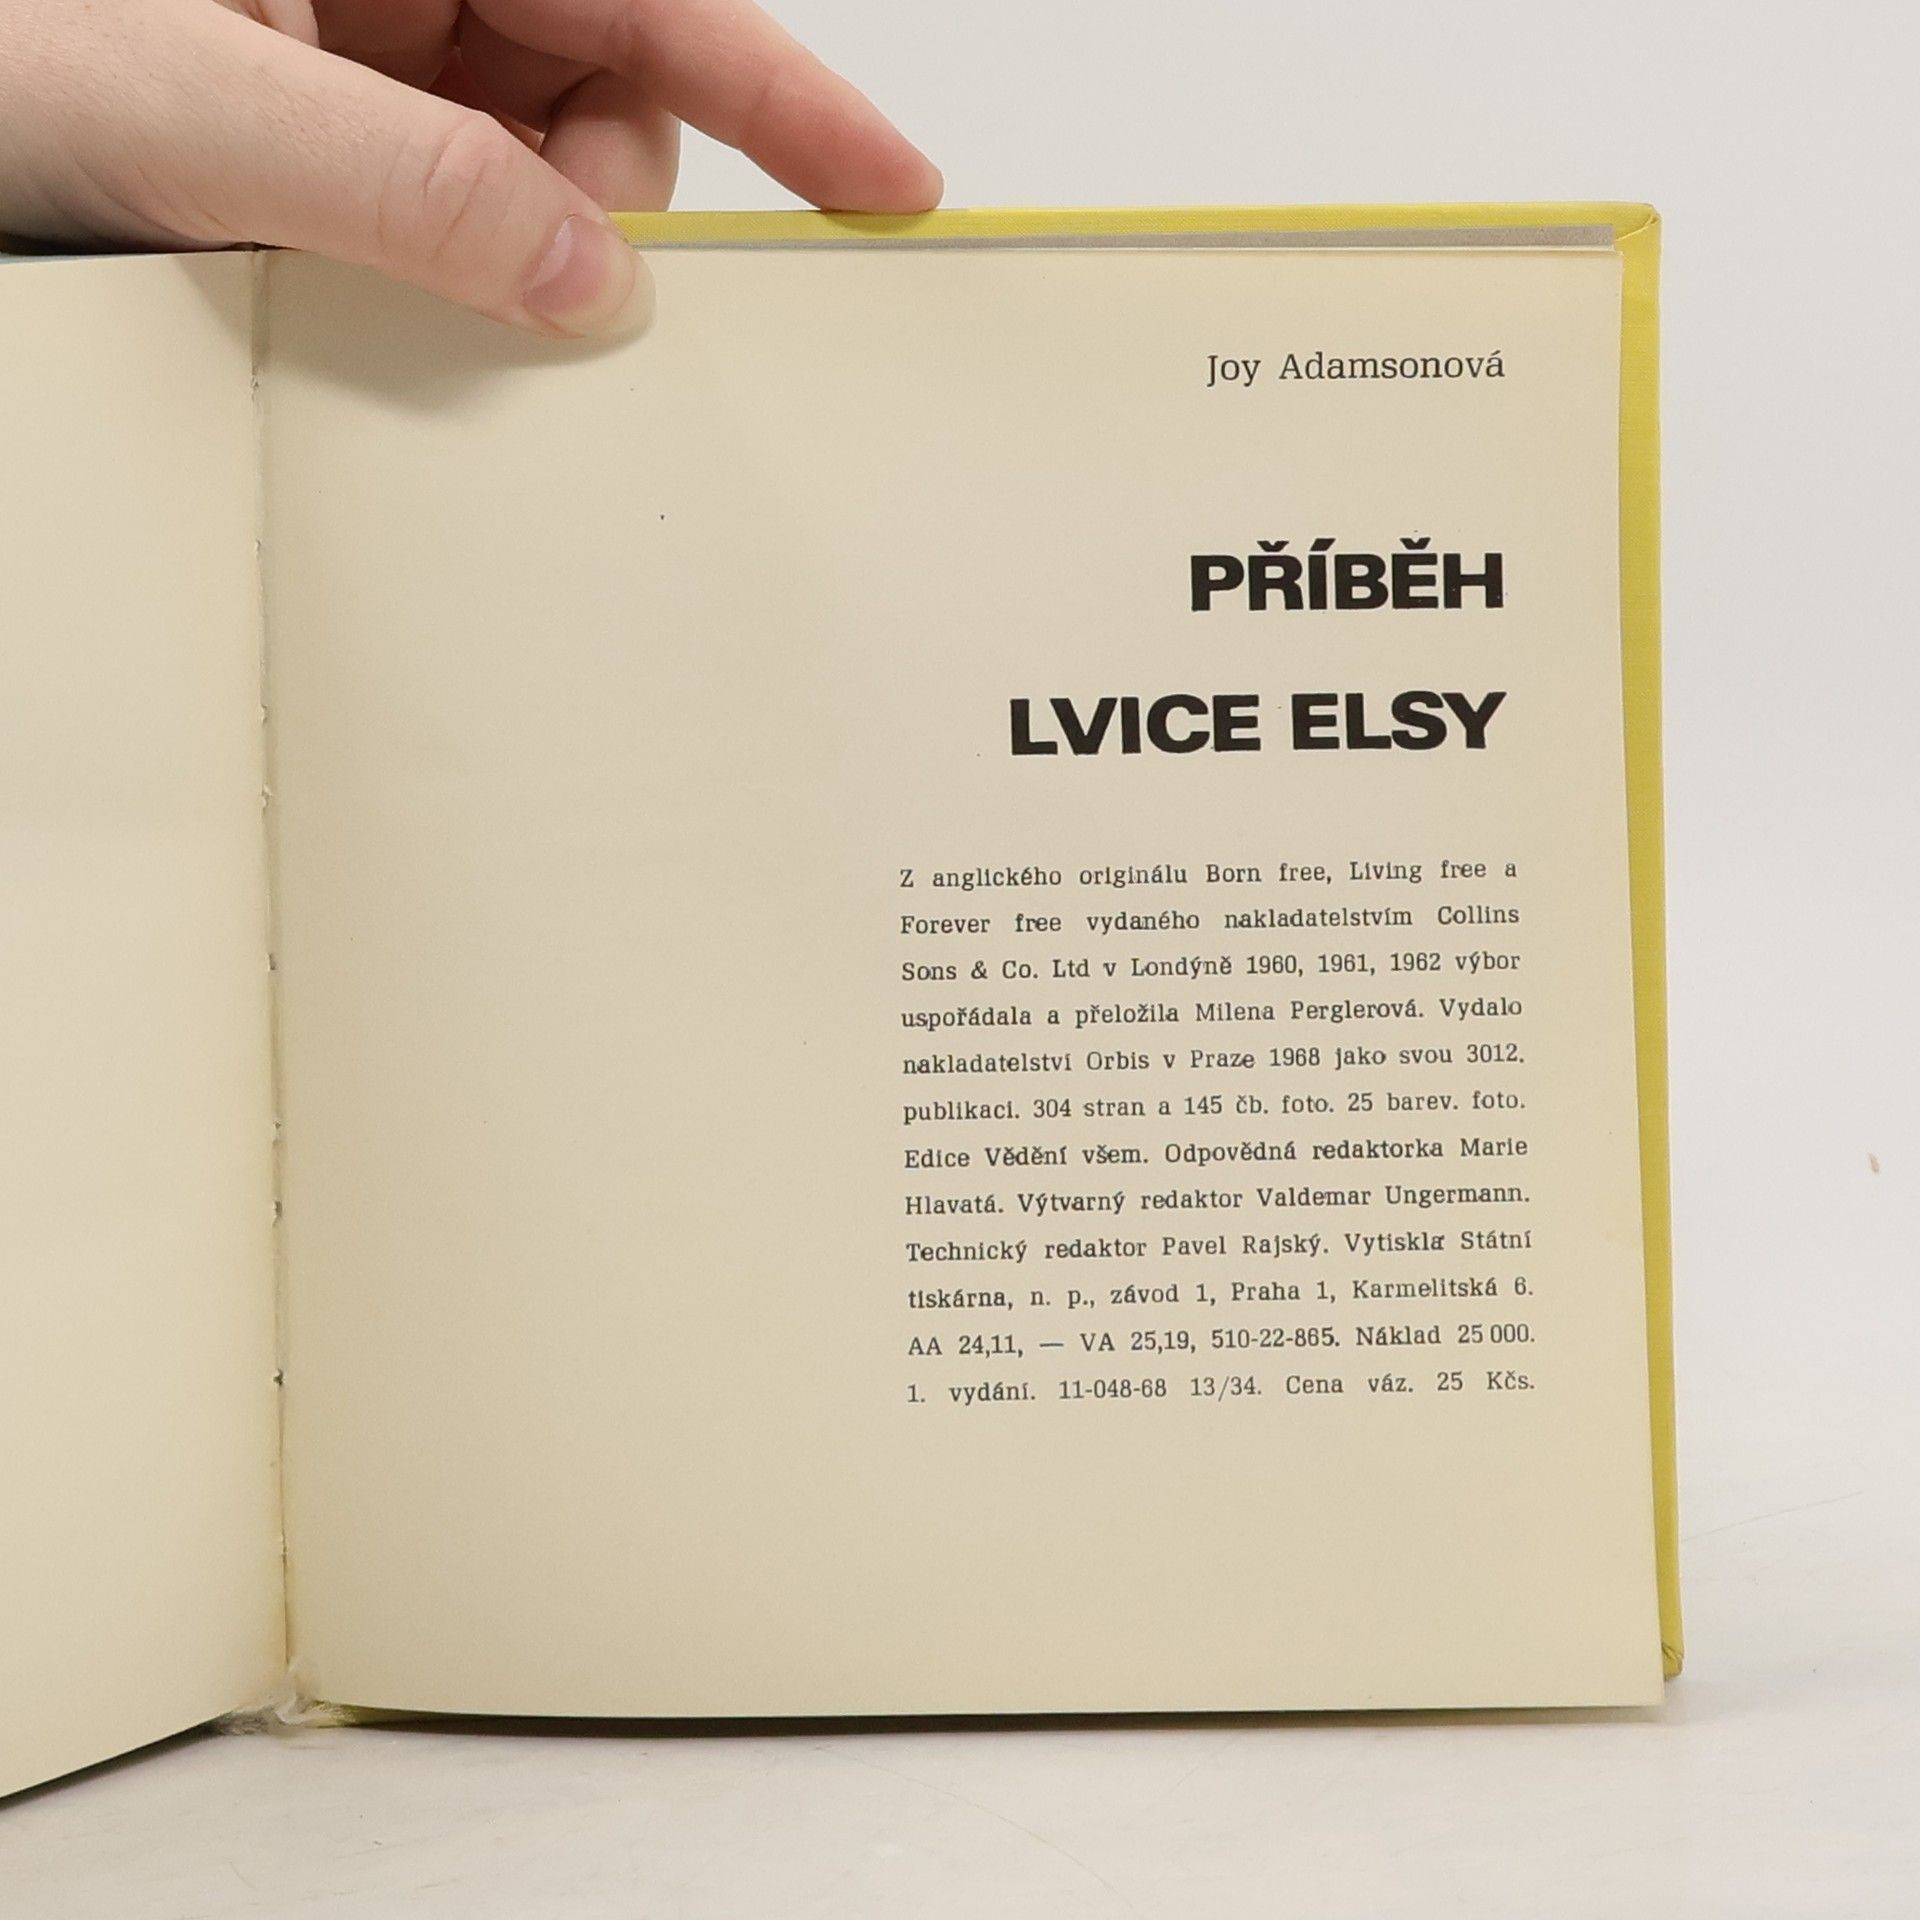 Joy Adamsonová
PŘÍBĚH
LVICE ELSY
Z anglického originálu Born free, Living free a
Forever free vydaného nakladatelstvím Collins
Sons & Co. Ltd v Londýně 1960, 1961, 1962 výbor
uspořádala a přeložila Milena Perglerová. Vydalo
nakladatelství Orbis v Praze 1968 jako svou 3012.
publikaci. 304 stran a 145 čb. foto. 25 barev. foto.
Edice Vědění všem. Odpovědná redaktorka Marie
Hlavatá. Výtvarný redaktor Valdemar Ungermann.
Technický redaktor Pavel Rajský. Vytiskla Státní
tiskárna, n. p., závod 1, Praha 1, Karmelitská 6.
AA 24,11, — VA 25,19, 510-22-865. Náklad 25 000.
1. vydání. 11-048-68 13/34. Cena váz. 25 Kčs.